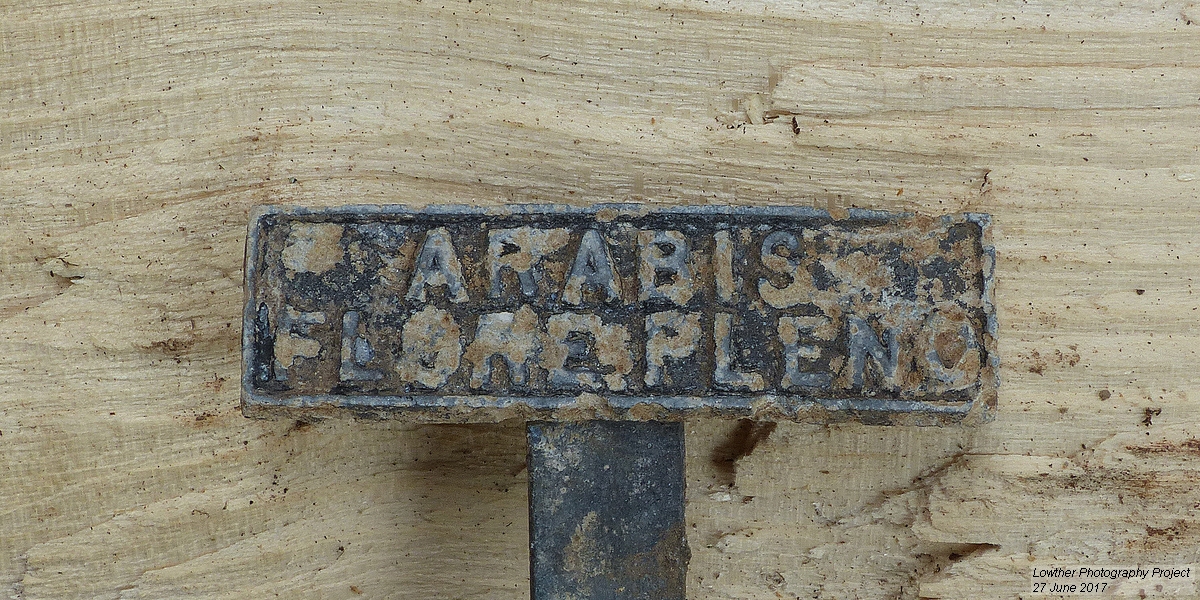 ARABIS
FLORE PLENO
Lowther Photography Project
27 June 2017